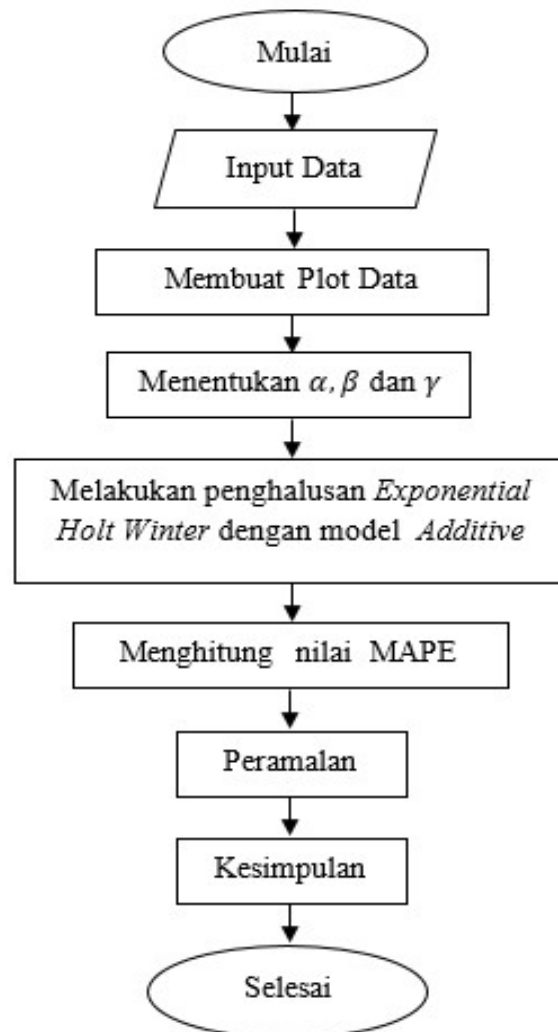 Mulai
Input Data
Membuat Plot Data
Menentukan α, β dan γ
Melakukan penghalusan Exponential
Holt Winter dengan model Additive
Menghitung nilai MAPE
Peramalan
Kesimpulan
Selesai